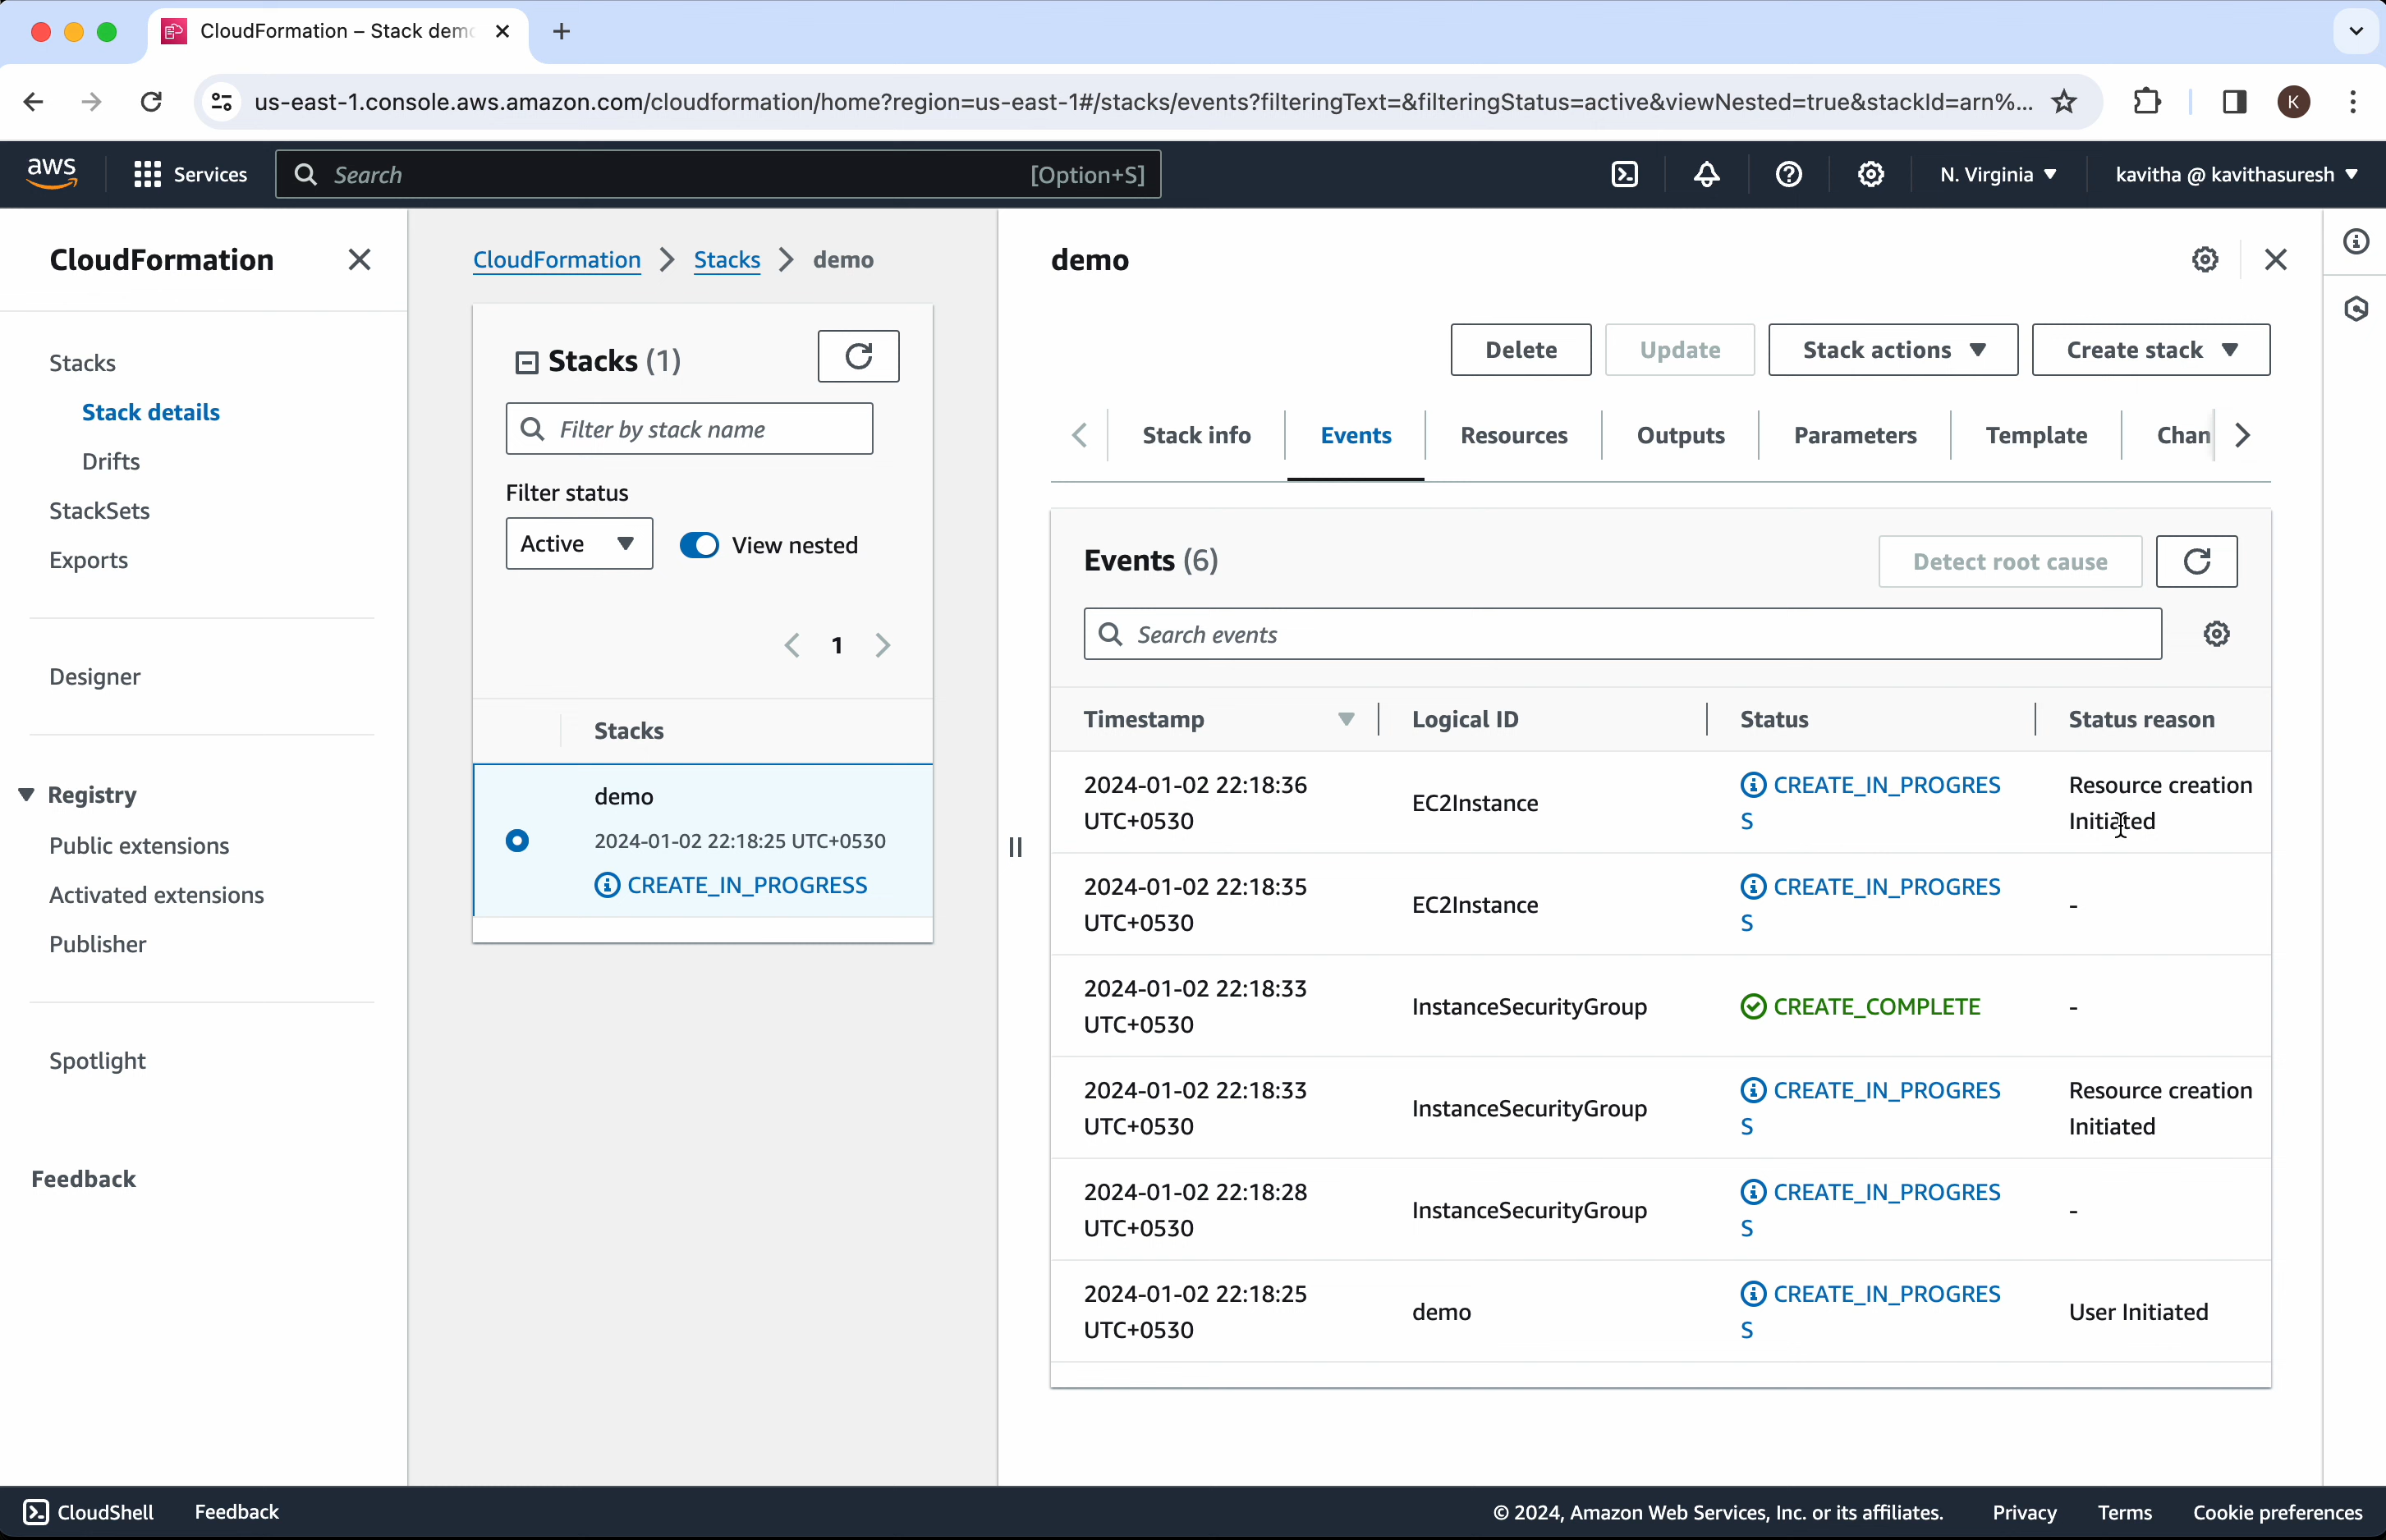 CloudFormation – Stack dem
us-east-1.console.aws.amazon.com/cloudformation/home?region=us-east-1#/stacks/events?filteringText=&filteringStatus=active&viewNested=true&stackId=arn%...
K
aws
Services
Search
[Option+S]
N. Virginia
kavitha @ kavithasuresh
CloudFormation
Stacks
Stack details
Drifts
StackSets
Exports
Designer
Registry
Public extensions
Activated extensions
Publisher
Spotlight
Feedback
CloudFormation
Stacks
demo
Stacks (1)
Filter by stack name
Filter status
Active
View nested
1
Stacks
demo
2024-01-02 22:18:25 UTC+0530
CREATE_IN_PROGRESS
demo
Delete
Update
Stack actions
Create stack
Stack info
Events
Resources
Outputs
Parameters
Template
Chan
Events (6)
Detect root cause
Search events
Timestamp
Logical ID
Status
Status reason
2024-01-02 22:18:36
UTC+0530
EC2Instance
CREATE_IN_PROGRES
S
Resource creation
Initiated
2024-01-02 22:18:35
UTC+0530
EC2Instance
CREATE_IN_PROGRES
S
-
2024-01-02 22:18:33
UTC+0530
InstanceSecurityGroup
CREATE_COMPLETE
-
2024-01-02 22:18:33
UTC+0530
InstanceSecurityGroup
CREATE_IN_PROGRES
S
Resource creation
Initiated
2024-01-02 22:18:28
UTC+0530
InstanceSecurityGroup
CREATE_IN_PROGRES
S
-
2024-01-02 22:18:25
UTC+0530
demo
CREATE_IN_PROGRES
S
User Initiated
CloudShell
Feedback
© 2024, Amazon Web Services, Inc. or its affiliates.
Privacy
Terms
Cookie preferences